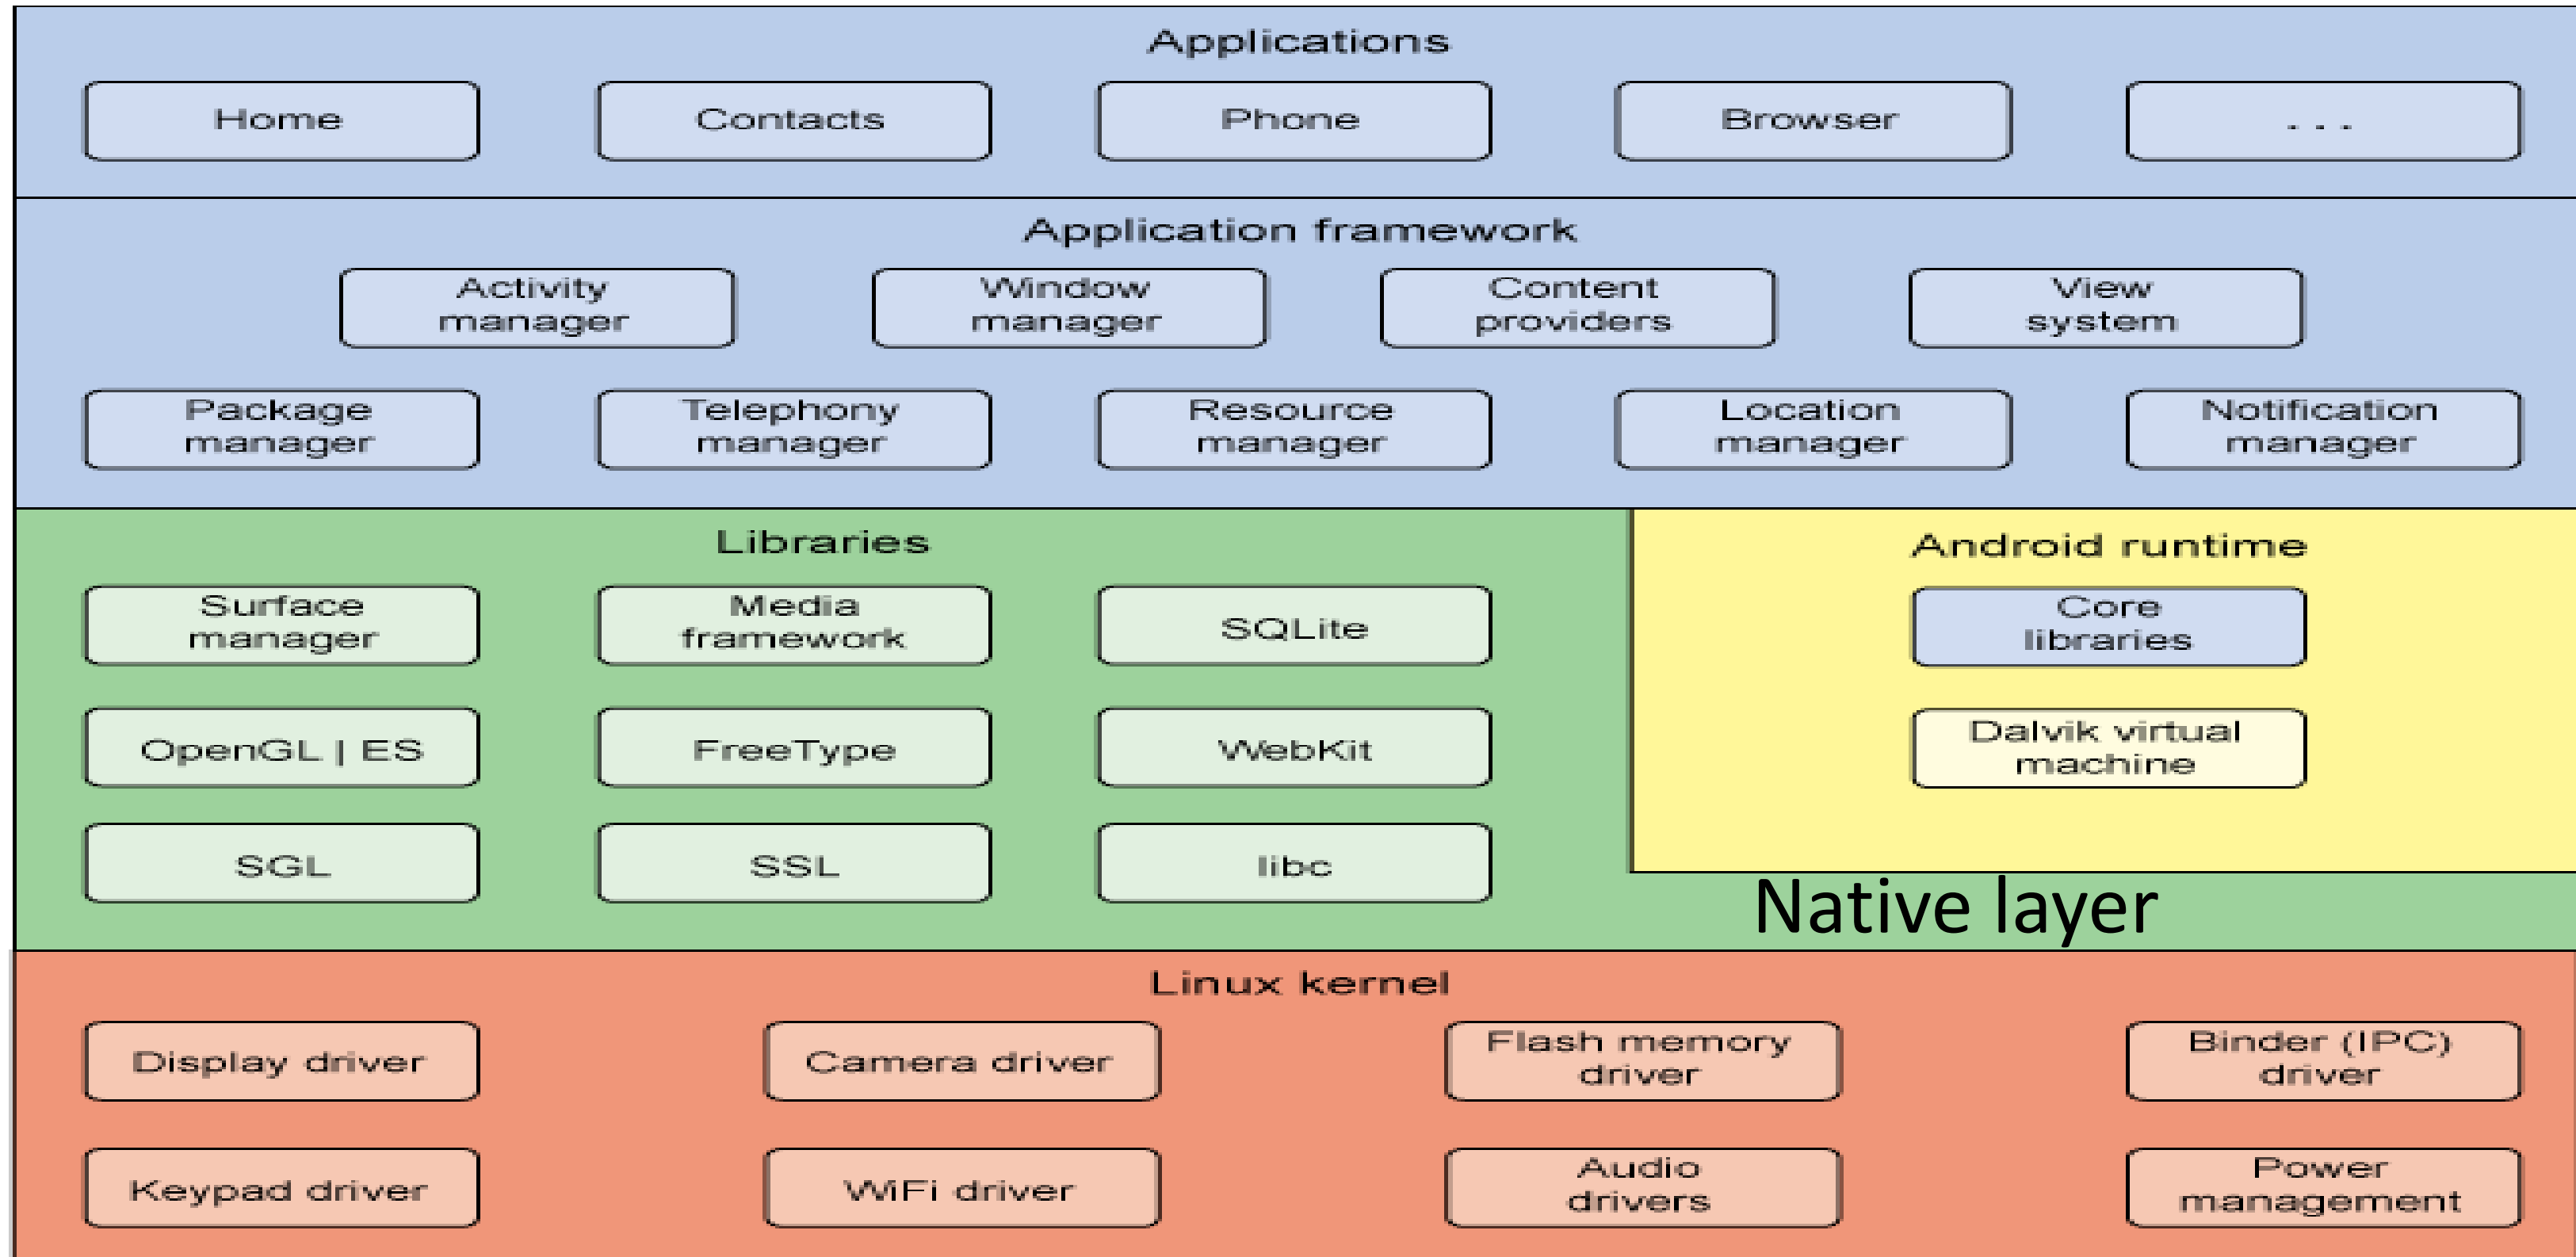 Applications
Home
Contacts
Phone
Browser
. . .
Application framework
Activity
manager
Window
manager
Content
providers
View
system
Package
manager
Telephony
manager
Resource
manager
Location
manager
Notification
manager
Libraries
Surface
manager
Media
framework
SQLite
OpenGL | ES
FreeType
WebKit
SGL
SSL
libc
Android runtime
Core
libraries
Dalvik virtual
machine
Native layer
Linux kernel
Display driver
Camera driver
Flash memory
driver
Binder (IPC)
driver
Keypad driver
WiFi driver
Audio
drivers
Power
management